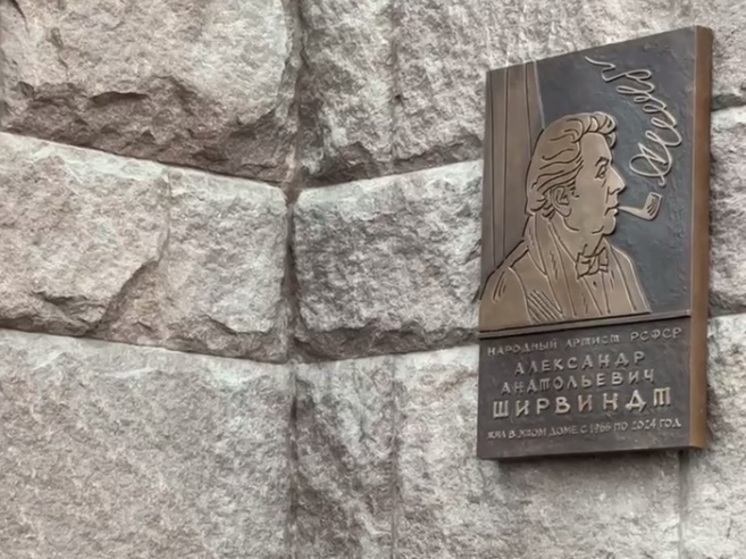 НАРОДНЫЙ АРТИСТ РСФСР
АЛЕКСАНДР
АНАТОЛЬЕВИЧ
ШИРВИНДТ
ЖИЛ В ЭТОМ ДОМЕ С 1966 ПО 2024 ГОД